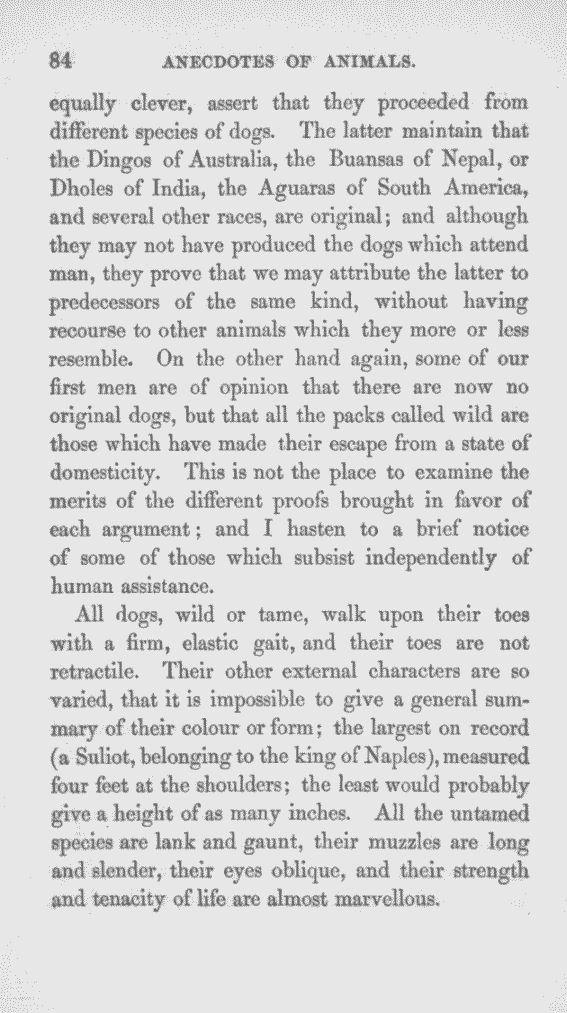 84 ANECDOTES OF ANIMALS.
equally clever, assert that they proceeded from
different species of dogs. The latter maintain that
the Dingos of Australia, the Buansas of Nepal, or
Dholes of India, the Aguaras of South America,
and several other races, are original; and although
they may not have produced the dogs which attend
man, they prove that we may attribute the latter to
predecessors of the same kind, without having
recourse to other animals which they more or less
resemble. On the other hand again, some of our
first men are of opinion that there are now no
original dogs, but that all the packs called wild are
those which have made their escape from a state of
domesticity. This is not the place to examine the
merits of the different proofs brought in favor of
each argument; and I hasten to a brief notice
of some of those which subsist independently of
human assistance.
All dogs, wild or tame, walk upon their toes
with a firm, elastic gait, and their toes are not
retractile. Their other external characters are so
varied, that it is impossible to give a general sum-
mary of their colour or form; the largest on record
(a Suliot, belonging to the king of Naples), measured
four feet at the shoulders; the least would probably
give a height of as many inches. All the untamed
species are lank and gaunt, their muzzles are long
and slender, their eyes oblique, and their strength
and tenacity of life are almost marvellous.